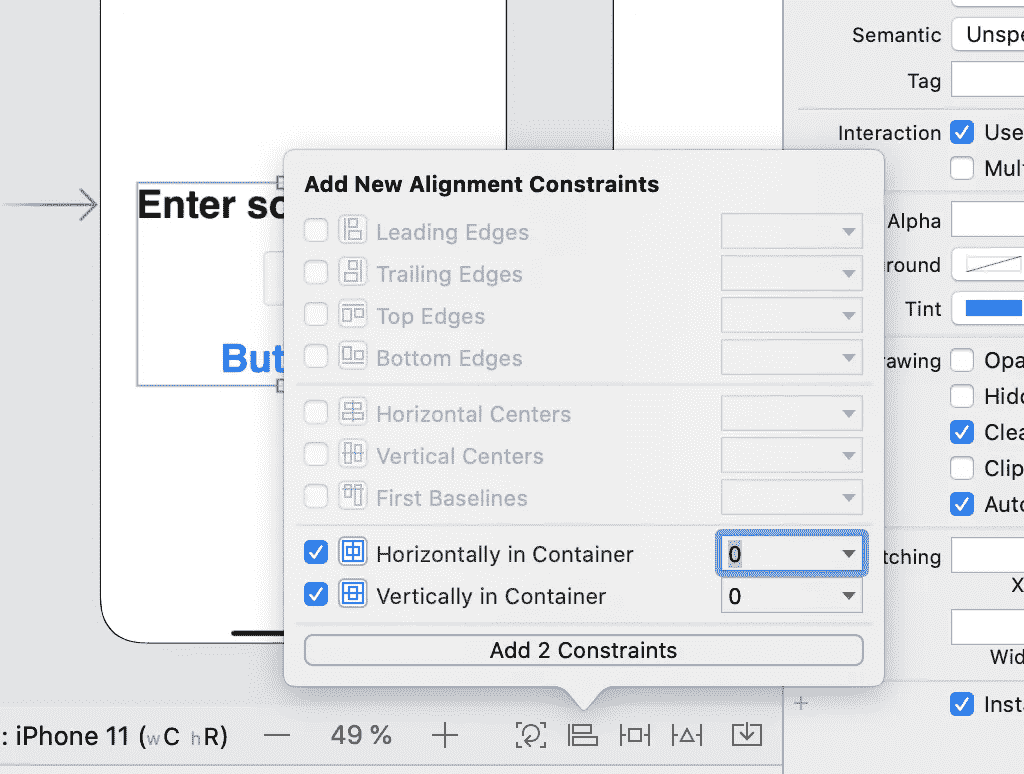 Semantic Unspe
Tag
Interaction Use
Mult
Add New Alignment Constraints
Enter so
Leading Edges
Alpha
Trailing Edges
round
Top Edges
Tint
Bottom Edges
But
awing Opa
Hidd
Horizontal Centers
Clea
Vertical Centers
Clip
First Baselines
Auto
Horizontally in Container 0
tching
X
Vertically in Container 0
Add 2 Constraints
Wid
Insta
: iPhone 11 (wC hR) — 49 % +